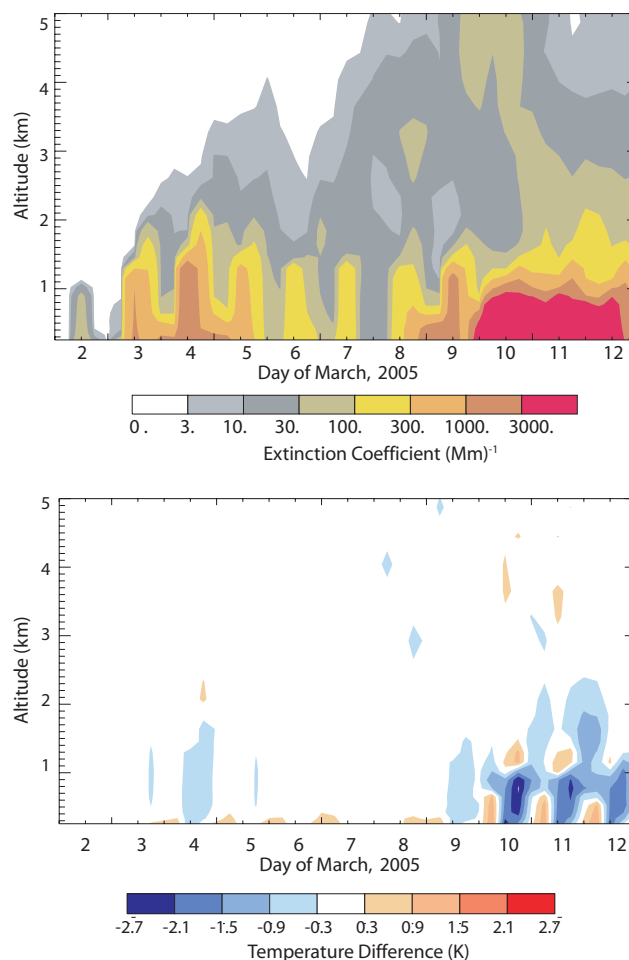 5
4
3
2
1
Altitude (km)
2 3 4 5 6 7 8 9 10 11 12
Day of March, 2005
0 . 3. 10. 30. 100. 300. 1000. 3000.
Extinction Coefficient (Mm)-1
5
4
3
2
1
Altitude (km)
2 3 4 5 6 7 8 9 10 11 12
Day of March, 2005
-2.7 -2.1 -1.5 -0.9 -0.3 0.3 0:9 1.5 2.1 2.7
Temperature Difference (K)